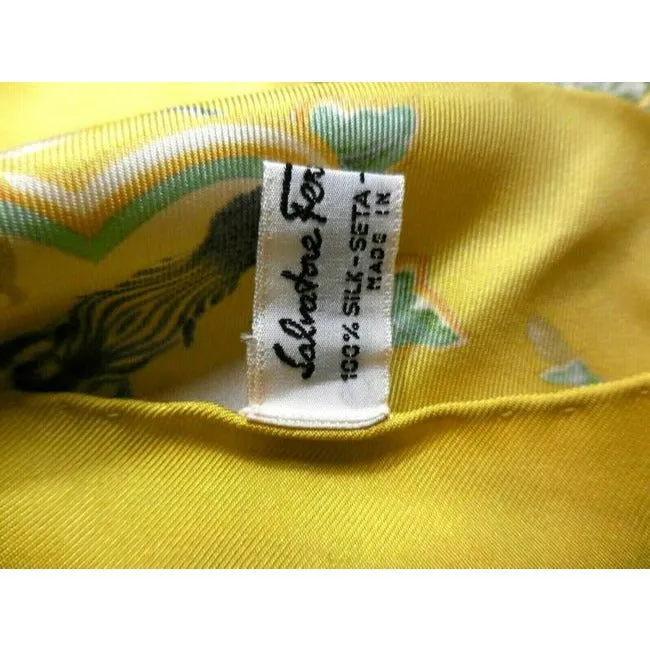 Salvatore Fer
100% SILK-SETA-
MADE IN